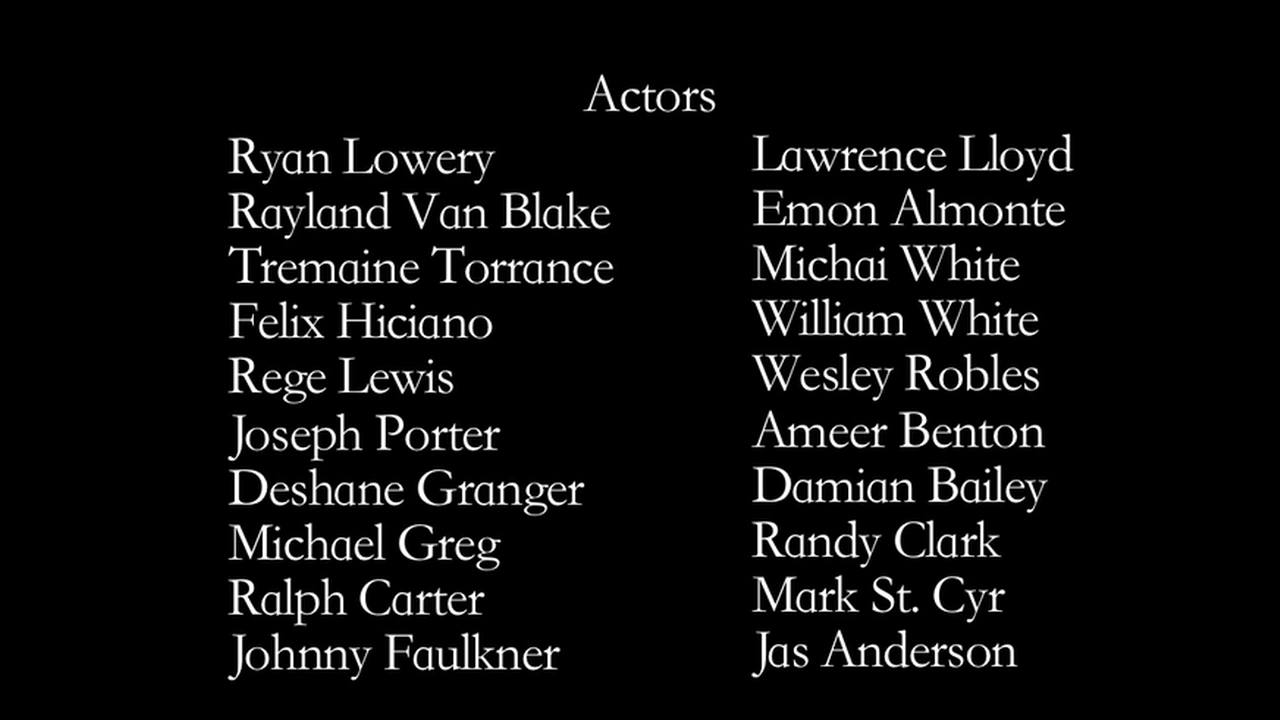 Actors
Ryan Lowery
Rayland Van Blake
Tremaine Torrance
Felix Hiciano
Rege Lewis
Joseph Porter
Deshane Granger
Michael Greg
Ralph Carter
Johnny Faulkner
Lawrence Lloyd
Emon Almonte
Michai White
William White
Wesley Robles
Ameer Benton
Damian Bailey
Randy Clark
Mark St. Cyr
Jas Anderson